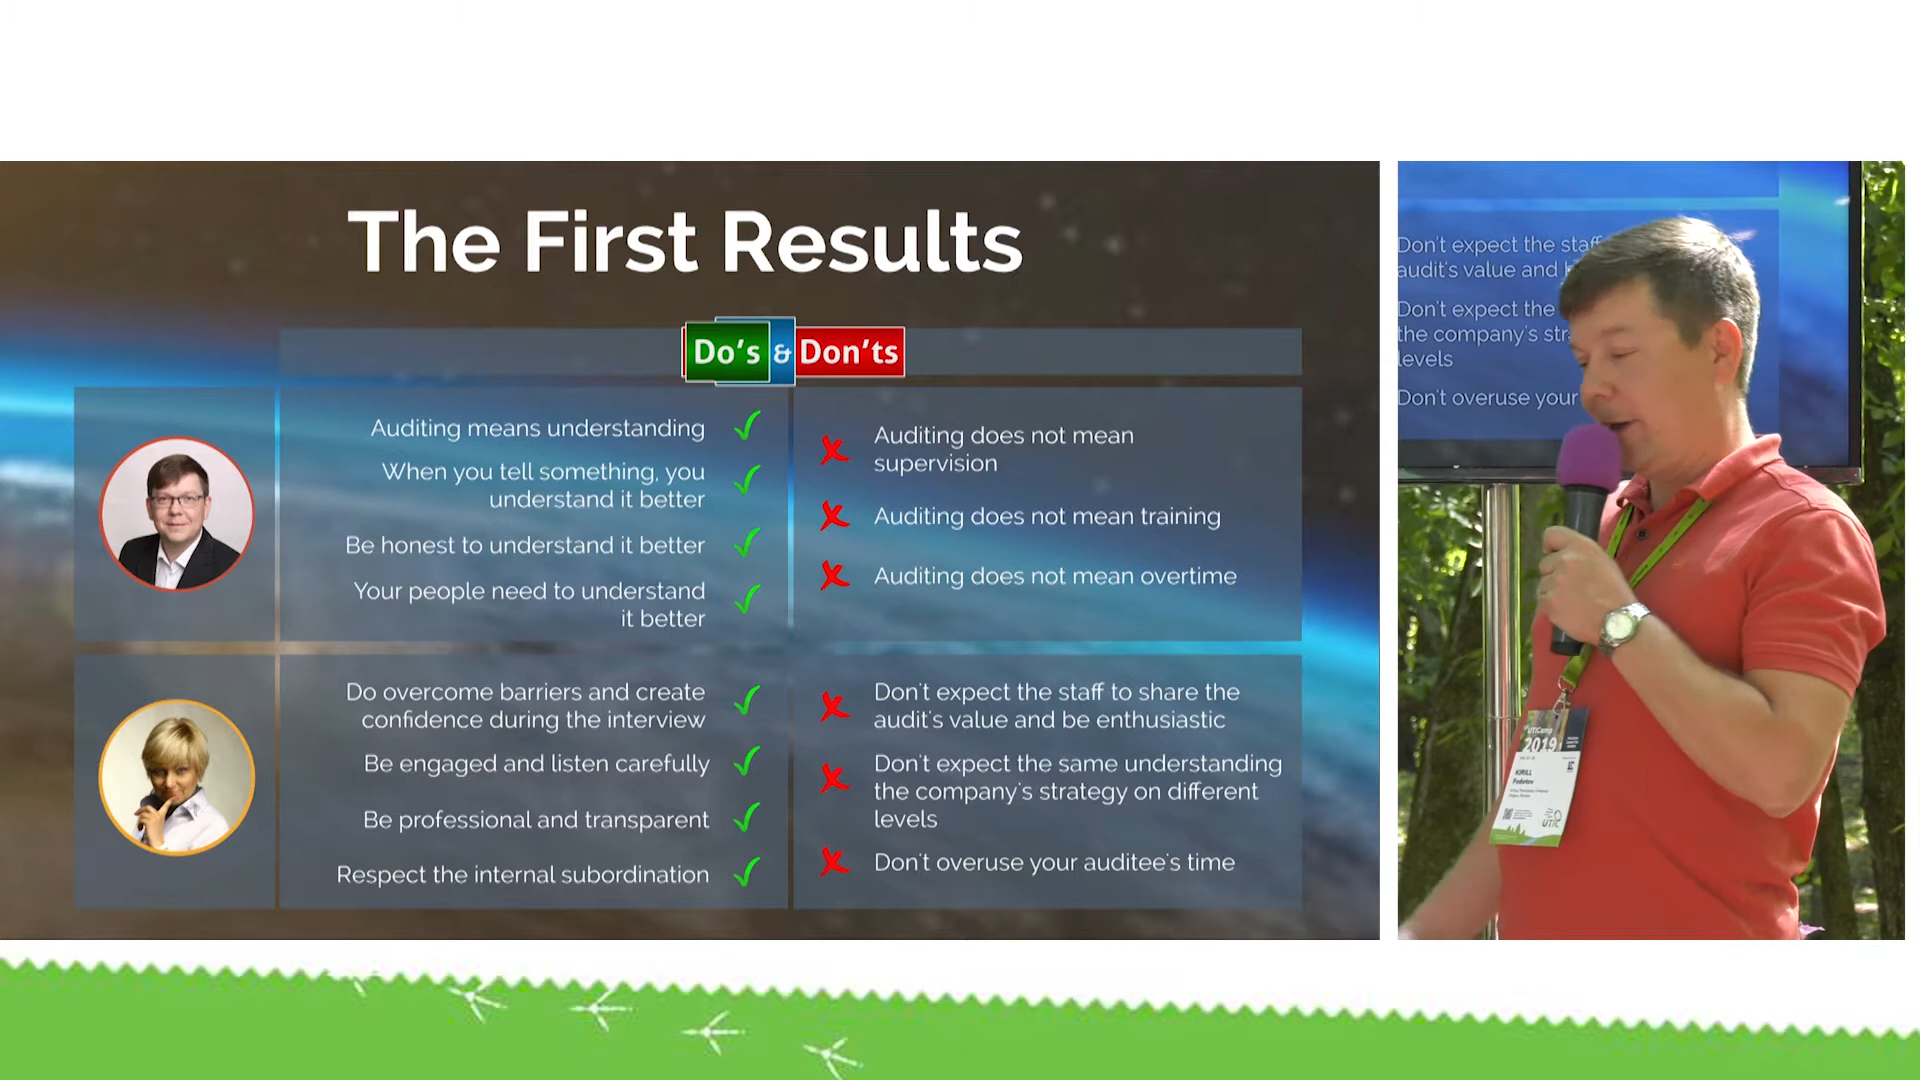 The First Results
Do's & Don'ts
Auditing means understanding
When you tell something, you
understand it better
Be honest to understand it better
Your people need to understand
it better
Auditing does not mean
supervision
Auditing does not mean training
Auditing does not mean overtime
Do overcome barriers and create
confidence during the interview
Be engaged and listen carefully
Be professional and transparent
Respect the internal subordination
Don't expect the staff to share the
audit's value and be enthusiastic
Don't expect the same understanding
the company's strategy on different
levels
Don't overuse your auditee's time
Don't expect the staff
audit's value and
Don't expect the
the company's
levels
Don't overuse your
UTICamp
2019
KIRILL
Fedotov
UTIC